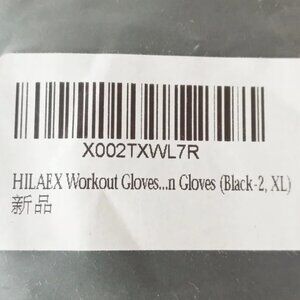 X002TXWL7R
HILAEX Workout Gloves...n Gloves (Black-2, XL)
新品